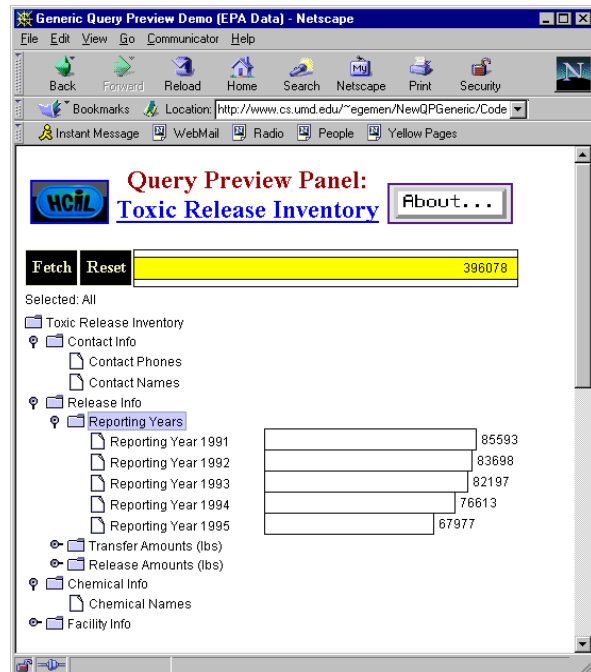 Generic Query Preview Demo (EPA Data) - Netscape
File Edit View Go Communicator Help
Back Forward Reload Home Search Netscape Print Security
My
N
Bookmarks Location: http://www.cs.umd.edu/~egemen/NewQPGeneric/Code
Instant Message WebMail Radio People Yellow Pages
HCIL
Query Preview Panel:
Toxic Release Inventory
About...
Fetch Reset 396078
Selected: All
Toxic Release Inventory
Contact Info
Contact Phones
Contact Names
Release Info
Reporting Years
Reporting Year 1991 85593
Reporting Year 1992 83698
Reporting Year 1993 82197
Reporting Year 1994 76613
Reporting Year 1995 67977
Transfer Amounts (lbs)
Release Amounts (lbs)
Chemical Info
Chemical Names
Facility Info